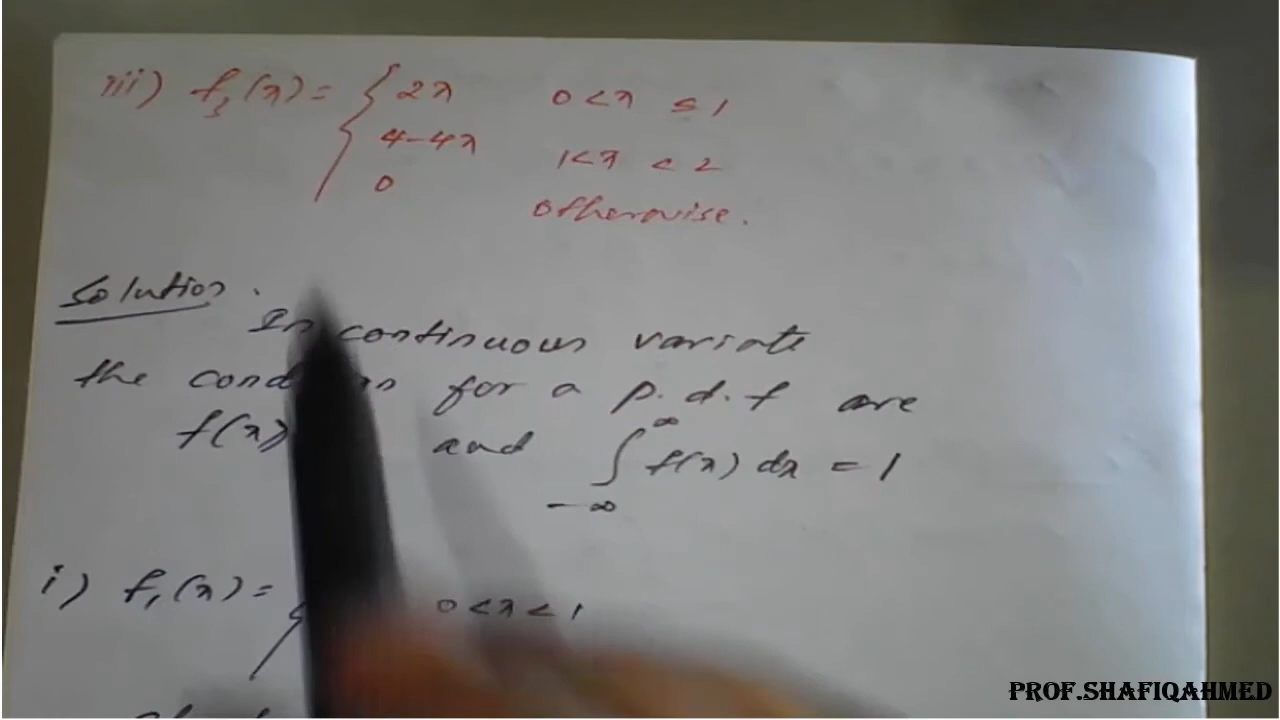 iii) f₃(x) = { 2x 0 < x ≤ 1
4-4x 1 < x < 2
0 otherwise.
Solution.
In continuous variate
the for a p.d.f are
f(x) and ∫_{-∞}^{∞} f(x) dx = 1
i) f₁(x) = { 0 < x < 1
PROF.SHAFIQAHMED